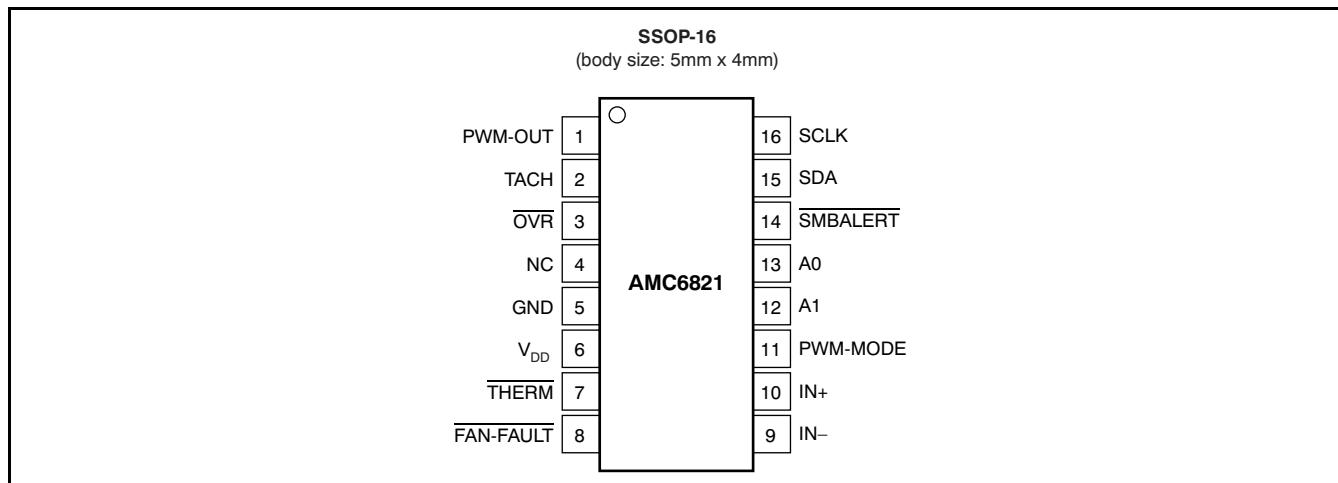 SSOP-16
(body size: 5mm x 4mm)
PWM-OUT 1 16 SCLK
TACH 2 15 SDA
OVR 3 14 SMBALERT
NC 4 13 A0
AMC6821
GND 5 12 A1
VDD 6 11 PWM-MODE
THERM 7 10 IN+
FAN-FAULT 8 9 IN−